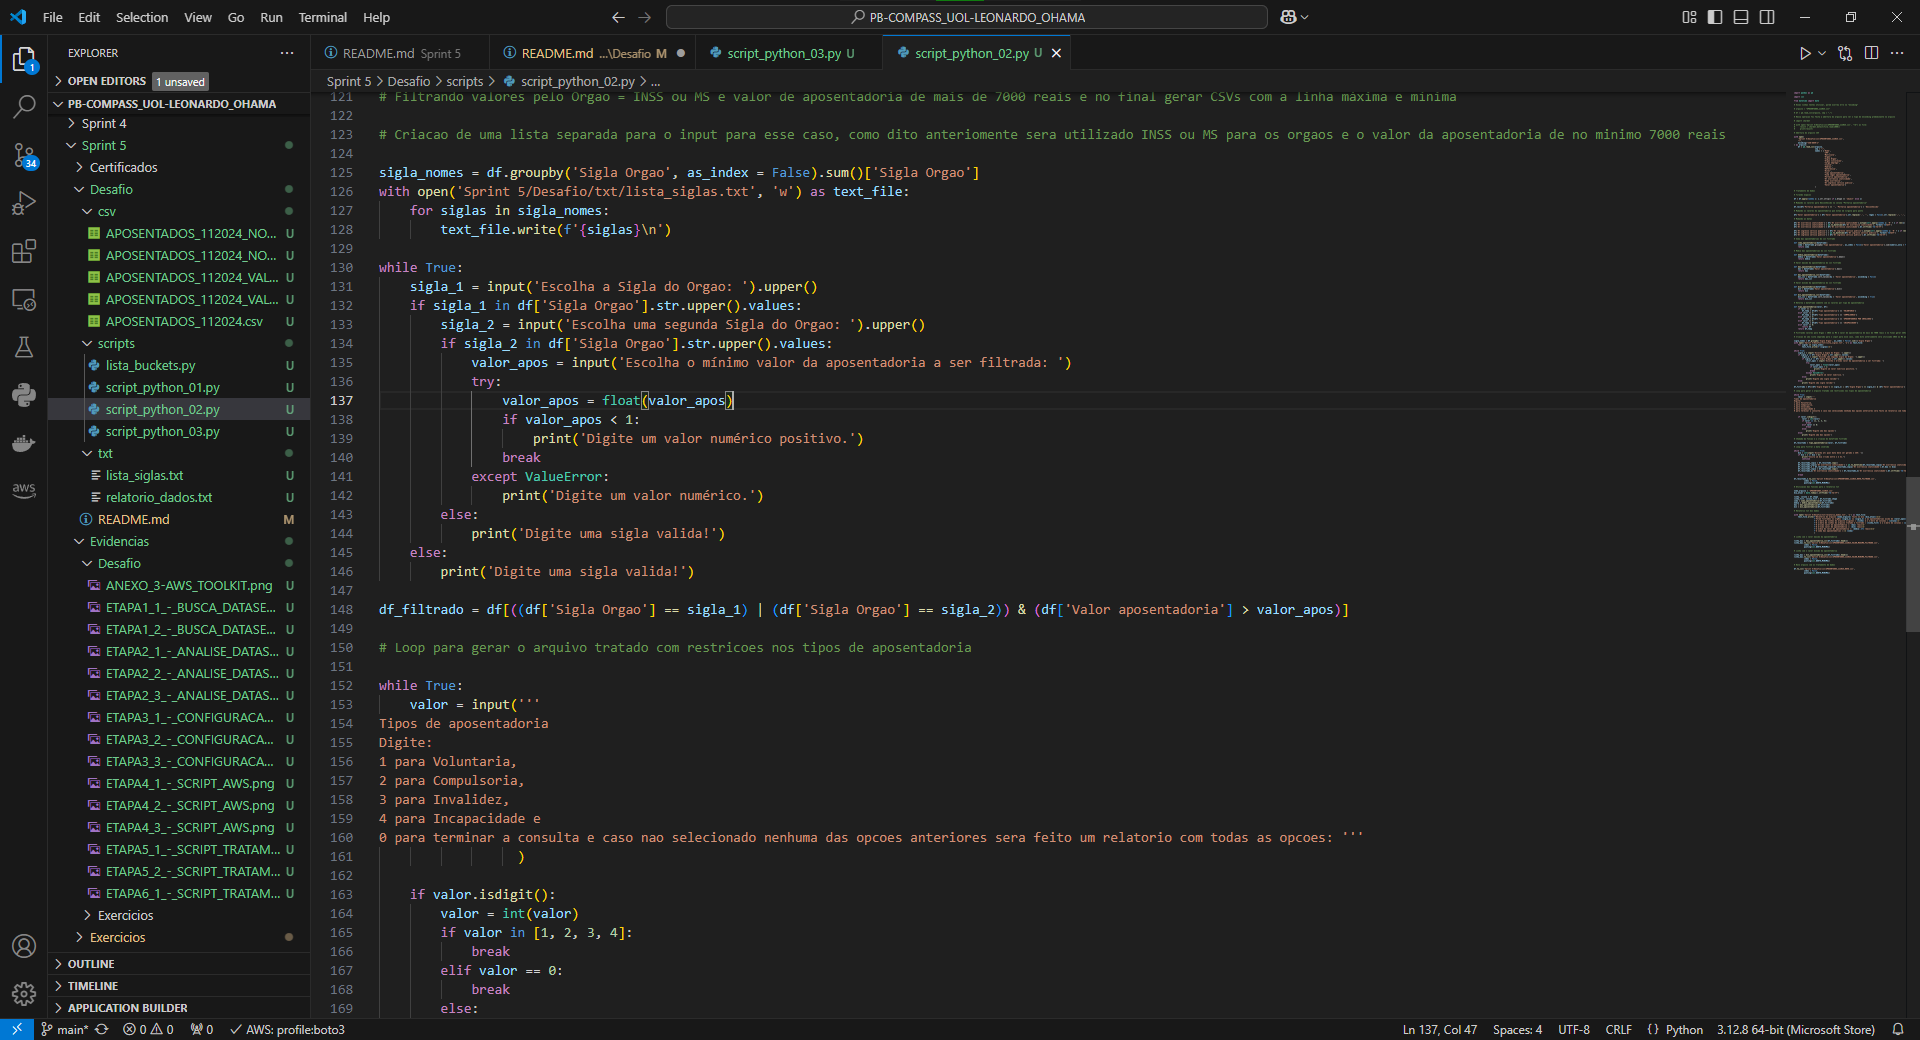 File Edit Selection View Go Run Terminal Help
PB-COMPASS_UOL-LEONARDO_OHAMA
EXPLORER
README.md Sprint 5
README.md ...\Desafio M
script_python_03.py U
script_python_02.py U
OPEN EDITORS 1 unsaved
PB-COMPASS_UOL-LEONARDO_OHAMA
Sprint 4
Sprint 5
Certificados
Desafio
csv
APOSENTADOS_112024_NO... U
APOSENTADOS_112024_NO... U
APOSENTADOS_112024_VAL... U
APOSENTADOS_112024_VAL... U
APOSENTADOS_112024.csv U
scripts
lista_buckets.py U
script_python_01.py U
script_python_02.py U
script_python_03.py U
txt
lista_siglas.txt U
relatorio_dados.txt U
README.md M
Evidencias
Desafio
ANEXO_3-AWS_TOOLKIT.png U
ETAPA1_1_-_BUSCA_DATASE... U
ETAPA1_2_-_BUSCA_DATASE... U
ETAPA2_1_-_ANALISE_DATAS... U
ETAPA2_2_-_ANALISE_DATAS... U
ETAPA2_3_-_ANALISE_DATAS... U
ETAPA3_1_-_CONFIGURACA... U
ETAPA3_2_-_CONFIGURACA... U
ETAPA3_3_-_CONFIGURACA... U
ETAPA4_1_-_SCRIPT_AWS.png U
ETAPA4_2_-_SCRIPT_AWS.png U
ETAPA4_3_-_SCRIPT_AWS.png U
ETAPA5_1_-_SCRIPT_TRATAM... U
ETAPA5_2_-_SCRIPT_TRATAM... U
ETAPA6_1_-_SCRIPT_TRATAM... U
Exercicios
Exercicios
OUTLINE
TIMELINE
APPLICATION BUILDER
1
34
aws
Sprint 5 > Desafio > scripts > script_python_02.py > ...
121 # Filtrando valores pelo Orgao = INSS ou MS e valor de aposentadoria de mais de 7000 reais e no final gerar CSVs com a linha máxima e minima
122
123 # Criacao de uma lista separada para o input para esse caso, como dito anteriomente sera utilizado INSS ou MS para os orgaos e o valor da aposentadoria de no minimo 7000 reais
124
125 sigla_nomes = df.groupby('Sigla Orgao', as_index = False).sum()['Sigla Orgao']
126 with open('Sprint 5/Desafio/txt/lista_siglas.txt', 'w') as text_file:
127 for siglas in sigla_nomes:
128 text_file.write(f'{siglas}\n')
129
130 while True:
131 sigla_1 = input('Escolha a Sigla do Orgao: ').upper()
132 if sigla_1 in df['Sigla Orgao'].str.upper().values:
133 sigla_2 = input('Escolha uma segunda Sigla do Orgao: ').upper()
134 if sigla_2 in df['Sigla Orgao'].str.upper().values:
135 valor_apos = input('Escolha o mínimo valor da aposentadoria a ser filtrada: ')
136 try:
137 valor_apos = float(valor_apos)
138 if valor_apos < 1:
139 print('Digite um valor numérico positivo.')
140 break
141 except ValueError:
142 print('Digite um valor numérico.')
143 else:
144 print('Digite uma sigla valida!')
145 else:
146 print('Digite uma sigla valida!')
147
148 df_filtrado = df[((df['Sigla Orgao'] == sigla_1) | (df['Sigla Orgao'] == sigla_2)) & (df['Valor aposentadoria'] > valor_apos)]
149
150 # Loop para gerar o arquivo tratado com restricoes nos tipos de aposentadoria
151
152 while True:
153 valor = input('''
154 Tipos de aposentadoria
155 Digite:
156 1 para Voluntaria,
157 2 para Compulsoria,
158 3 para Invalidez,
159 4 para Incapacidade e
160 0 para terminar a consulta e caso nao selecionado nenhuma das opcoes anteriores sera feito um relatorio com todas as opcoes: '''
161 )
162
163 if valor.isdigit():
164 valor = int(valor)
165 if valor in [1, 2, 3, 4]:
166 break
167 elif valor == 0:
168 break
169 else:
main* 0 0 0 AWS: profile:boto3
Ln 137, Col 47 Spaces: 4 UTF-8 CRLF {} Python 3.12.8 64-bit (Microsoft Store)